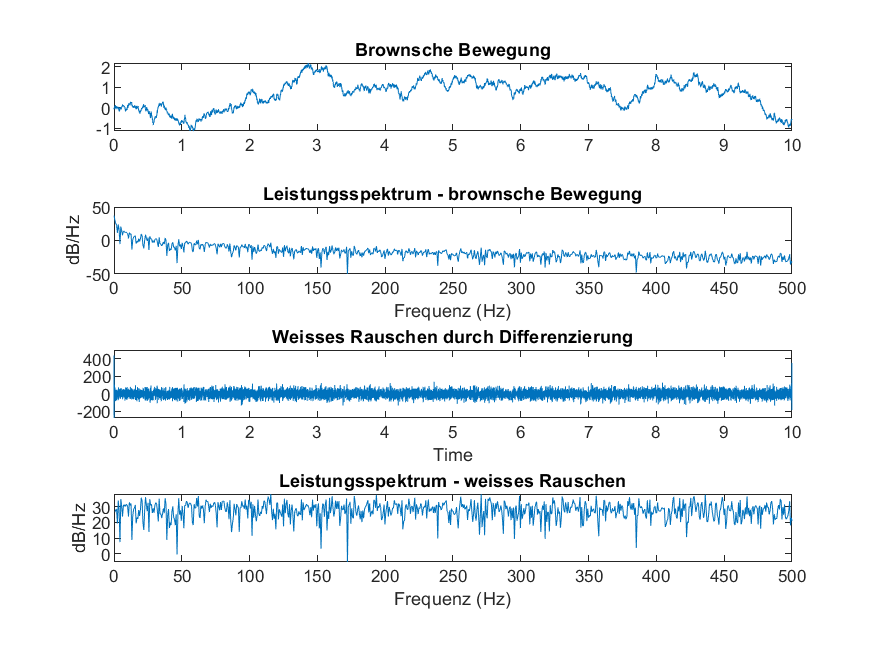 Brownsche Bewegung
2
1
0
-1
0 1 2 3 4 5 6 7 8 9 10
Leistungsspektrum - brownsche Bewegung
50
0
-50
dB/Hz
0 50 100 150 200 250 300 350 400 450 500
Frequenz (Hz)
Weisses Rauschen durch Differenzierung
400
200
0
-200
0 1 2 3 4 5 6 7 8 9 10
Time
Leistungsspektrum - weisses Rauschen
30
20
10
0
dB/Hz
0 50 100 150 200 250 300 350 400 450 500
Frequenz (Hz)